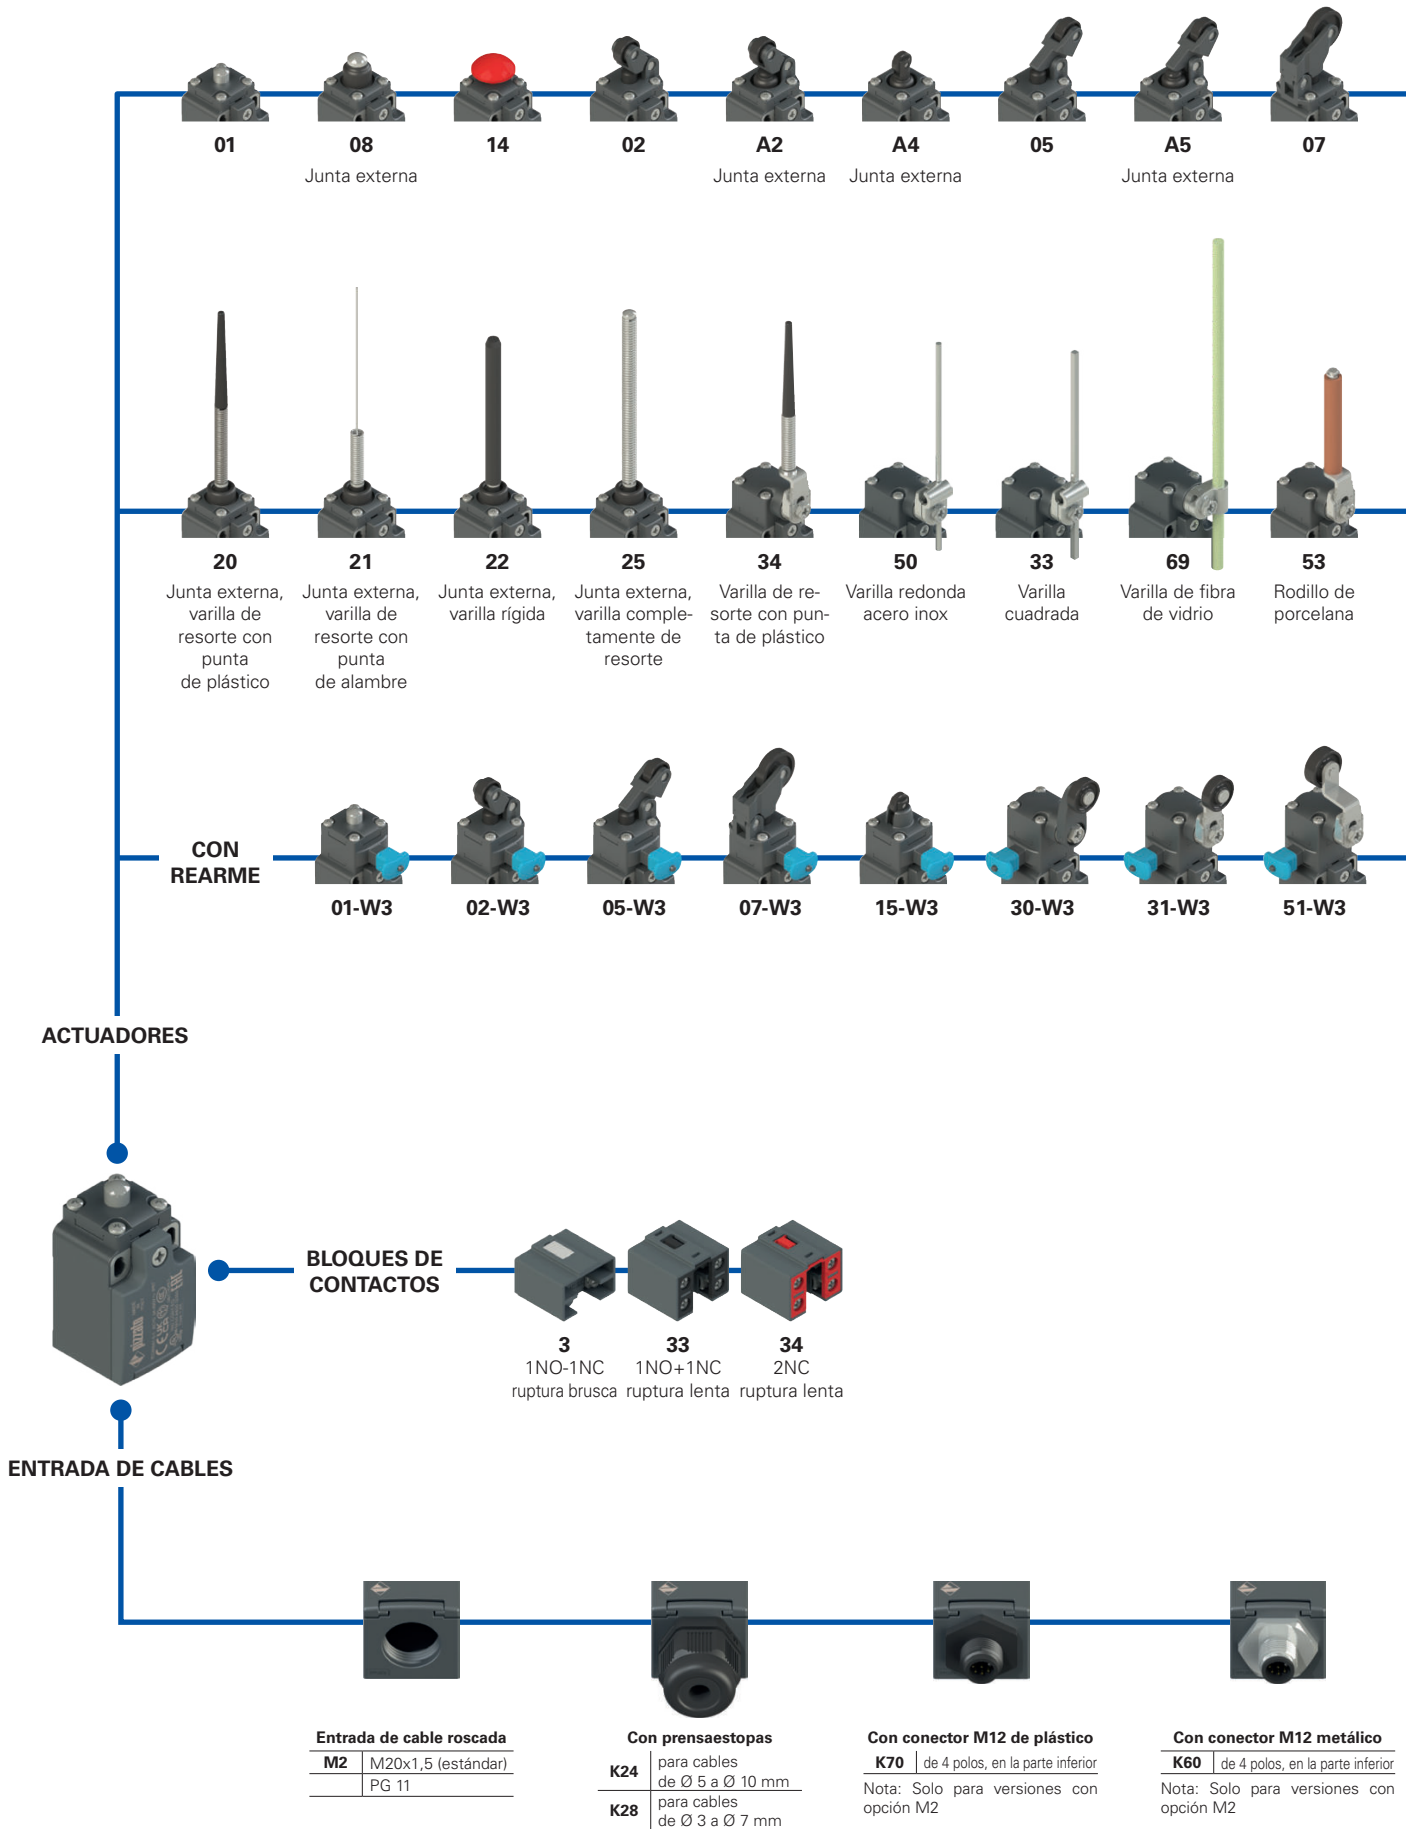 01
08
14
02
A2
A4
05
A5
07
Junta externa
Junta externa
Junta externa
Junta externa
20
Junta externa,
varilla de
resorte con
punta
de plástico
21
Junta externa,
varilla de
resorte con
punta
de alambre
22
Junta externa,
varilla rígida
25
Junta externa,
varilla comple-
tamente de
resorte
34
Varilla de re-
sorte con pun-
ta de plástico
50
Varilla redonda
acero inox
33
Varilla
cuadrada
69
Varilla de fibra
de vidrio
53
Rodillo de
porcelana
CON
REARME
01-W3
02-W3
05-W3
07-W3
15-W3
30-W3
31-W3
51-W3
ACTUADORES
pizzato
BLOQUES DE
CONTACTOS
3
1NO-1NC
ruptura brusca
33
1NO+1NC
ruptura lenta
34
2NC
ruptura lenta
ENTRADA DE CABLES
Entrada de cable roscada
M2 M20x1,5 (estándar)
PG 11
Con prensaestopas
K24 para cables
de Ø 5 a Ø 10 mm
K28 para cables
de Ø 3 a Ø 7 mm
Con conector M12 de plástico
K70 de 4 polos, en la parte inferior
Nota: Solo para versiones con
opción M2
Con conector M12 metálico
K60 de 4 polos, en la parte inferior
Nota: Solo para versiones con
opción M2